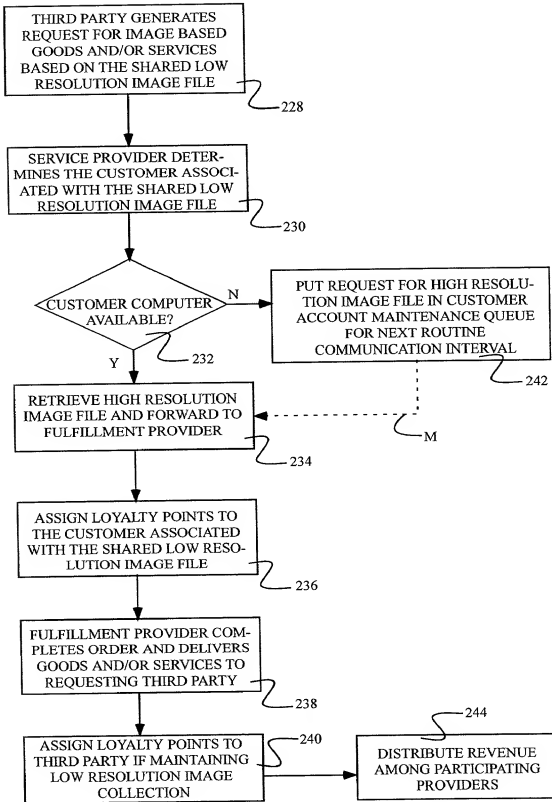 THIRD PARTY GENERATES
REQUEST FOR IMAGE BASED
GOODS AND/OR SERVICES
BASED ON THE SHARED LOW
RESOLUTION IMAGE FILE
228
SERVICE PROVIDER DETER-
MINES THE CUSTOMER ASSOCI-
ATED WITH THE SHARED LOW
RESOLUTION IMAGE FILE
230
CUSTOMER COMPUTER
AVAILABLE?
N
Y
232
PUT REQUEST FOR HIGH RESOLU-
TION IMAGE FILE IN CUSTOMER
ACCOUNT MAINTENANCE QUEUE
FOR NEXT ROUTINE
COMMUNICATION INTERVAL
242
RETRIEVE HIGH RESOLUTION
IMAGE FILE AND FORWARD TO
FULFILLMENT PROVIDER
M
234
ASSIGN LOYALTY POINTS TO
THE CUSTOMER ASSOCIATED
WITH THE SHARED LOW RESO-
LUTION IMAGE FILE
236
FULFILLMENT PROVIDER COM-
PLETES ORDER AND DELIVERS
GOODS AND/OR SERVICES TO
REQUESTING THIRD PARTY
238
ASSIGN LOYALTY POINTS TO
THIRD PARTY IF MAINTAINING
LOW RESOLUTION IMAGE
COLLECTION
240
244
DISTRIBUTE REVENUE
AMONG PARTICIPATING
PROVIDERS